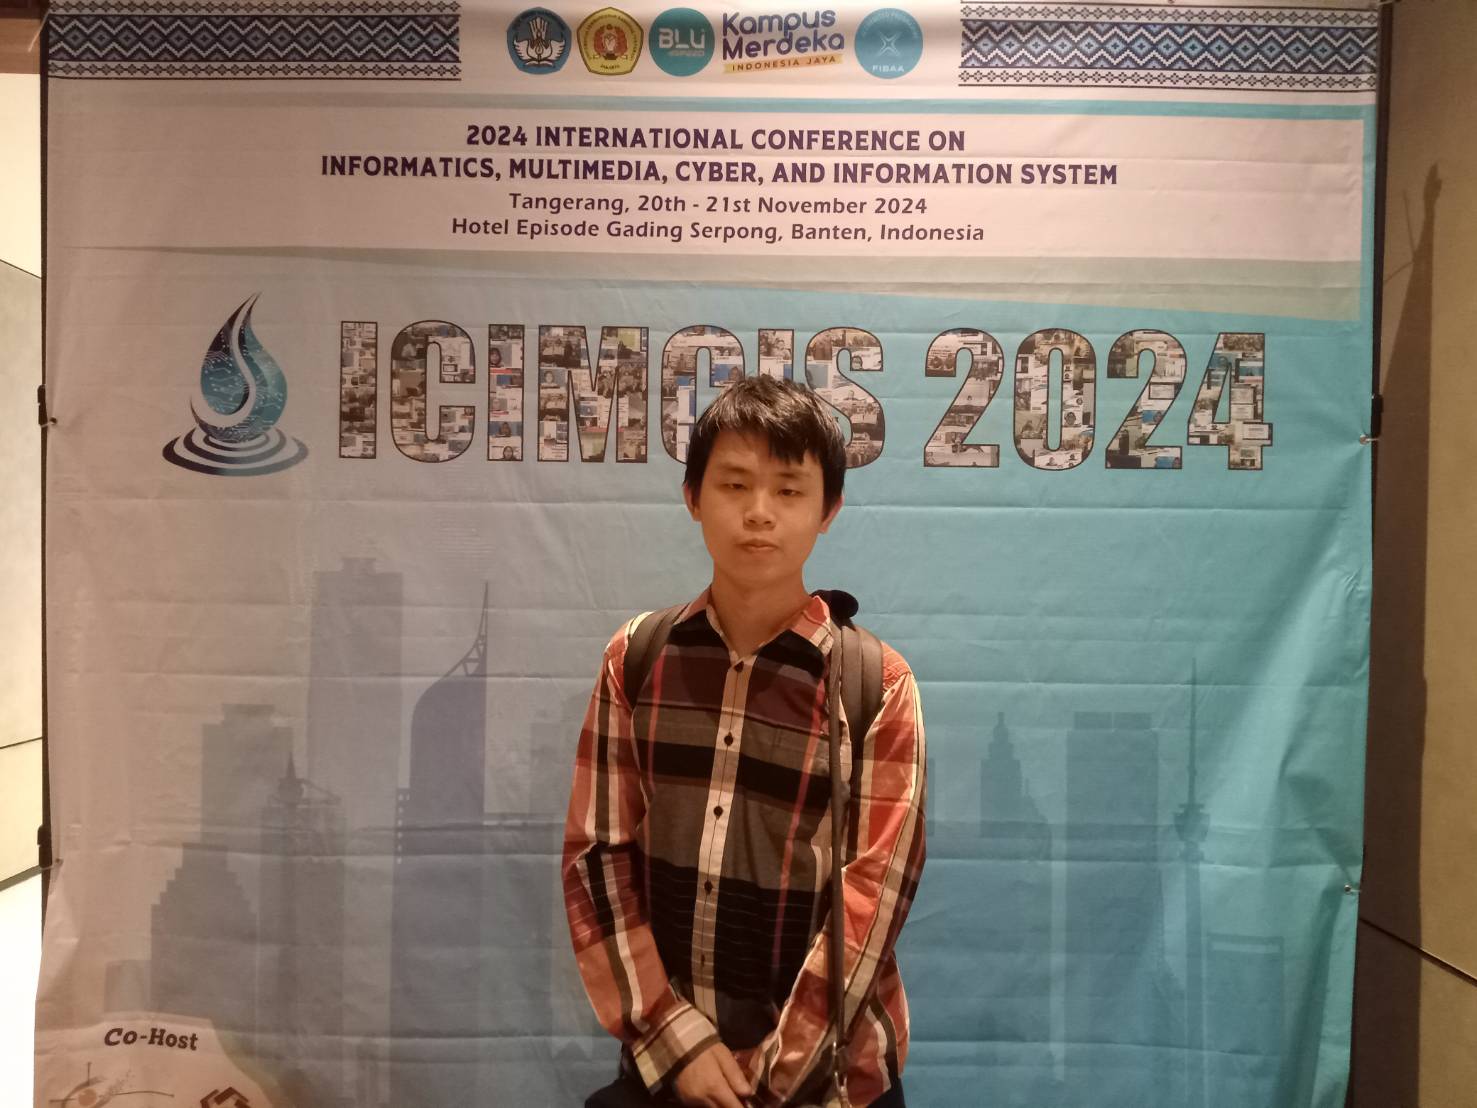 BLU
Kampus
Merdeka
INDONESIA JAYA
FIBAA
2024 INTERNATIONAL CONFERENCE ON
INFORMATICS, MULTIMEDIA, CYBER, AND INFORMATION SYSTEM
Tangerang, 20th - 21st November 2024
Hotel Episode Gading Serpong, Banten, Indonesia
ICIMCIS 2024
Co-Host